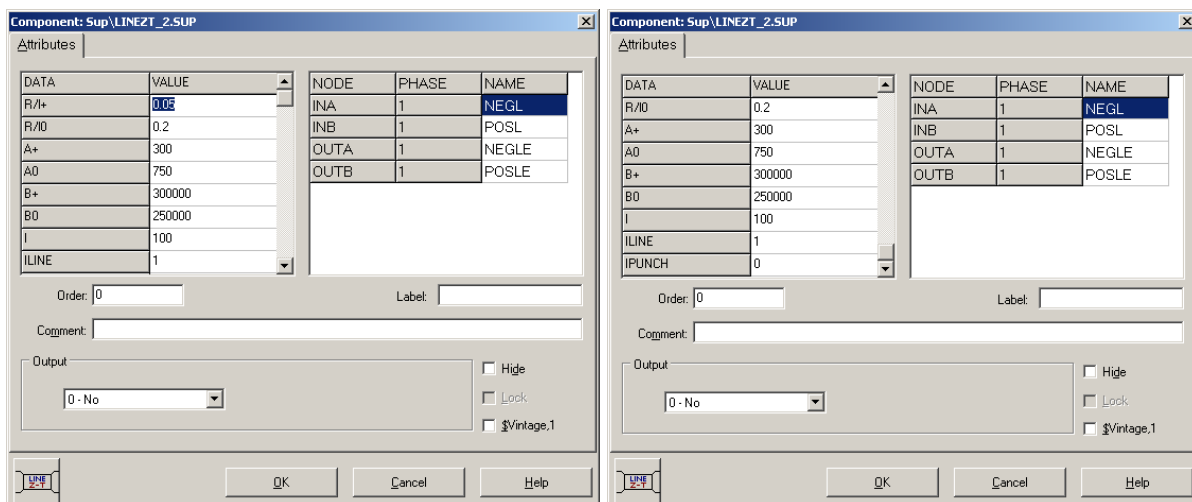 Component: Sup\LINEZT_2.SUP
Attributes
DATA VALUE
R/l+ 0.05
R/l0 0.2
A+ 300
A0 750
B+ 300000
B0 250000
l 100
ILINE 1
NODE PHASE NAME
INA 1 NEGL
INB 1 POSL
OUTA 1 NEGLE
OUTB 1 POSLE
Order: 0
Label:
Comment:
Output
0 - No
Hide
Lock
$Vintage,1
LINE
Z-T
OK Cancel Help
Component: Sup\LINEZT_2.SUP
Attributes
DATA VALUE
R/l0 0.2
A+ 300
A0 750
B+ 300000
B0 250000
l 100
ILINE 1
IPUNCH 0
NODE PHASE NAME
INA 1 NEGL
INB 1 POSL
OUTA 1 NEGLE
OUTB 1 POSLE
Order: 0
Label:
Comment:
Output
0 - No
Hide
Lock
$Vintage,1
LINE
Z-T
OK Cancel Help